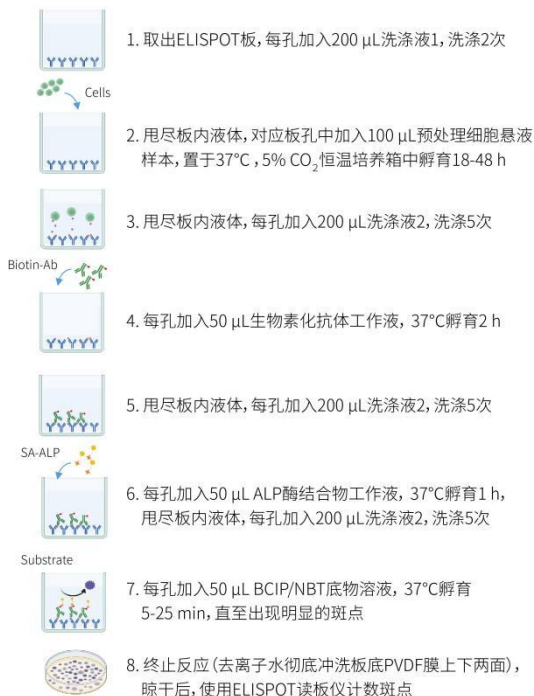 1. 取出ELISPOT板，每孔加入200 μL洗涤液1，洗涤2次
Cells
2. 甩尽板内液体，对应板孔中加入100 μL预处理细胞悬液
样本，置于37°C，5% CO₂恒温培养箱中孵育18-48 h
3. 甩尽板内液体，每孔加入200 μL洗涤液2，洗涤5次
Biotin-Ab
4. 每孔加入50 μL生物素化抗体工作液，37°C孵育2 h
5. 甩尽板内液体，每孔加入200 μL洗涤液2，洗涤5次
SA-ALP
6. 每孔加入50 μL ALP酶结合物工作液，37°C孵育1 h，
甩尽板内液体，每孔加入200 μL洗涤液2，洗涤5次
Substrate
7. 每孔加入50 μL BCIP/NBT底物溶液，37°C孵育
5-25 min，直至出现明显的斑点
8. 终止反应（去离子水彻底冲洗板底PVDF膜上下两面），
晾干后，使用ELISPOT读板仪计数斑点